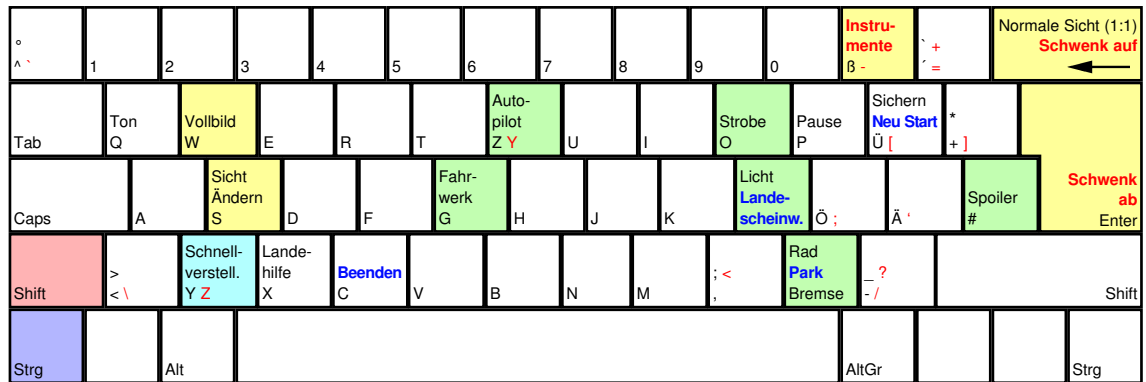 °
^ `
1
2
3
4
5
6
7
8
9
0
Instru-
mente
ß -
` +
´ =
Normale Sicht (1:1)
Schwenk auf
Tab
Ton
Q
Vollbild
W
E
R
T
Auto-
pilot
Z Y
U
I
Strobe
O
Pause
P
Sichern
Neu Start
Ü [
*
+ ]
Caps
A
Sicht
Ändern
S
D
F
Fahr-
werk
G
H
J
K
Licht
Lande-
scheinw.
Ö ;
Ä '
Spoiler
#
Schwenk
ab
Enter
Shift
>
< \
Schnell-
verstell.
Y Z
Lande-
hilfe
X
Beenden
C
V
B
N
M
; <
,
Rad
Park
Bremse
_ ?
- /
Shift
Strg
Alt
AltGr
Strg